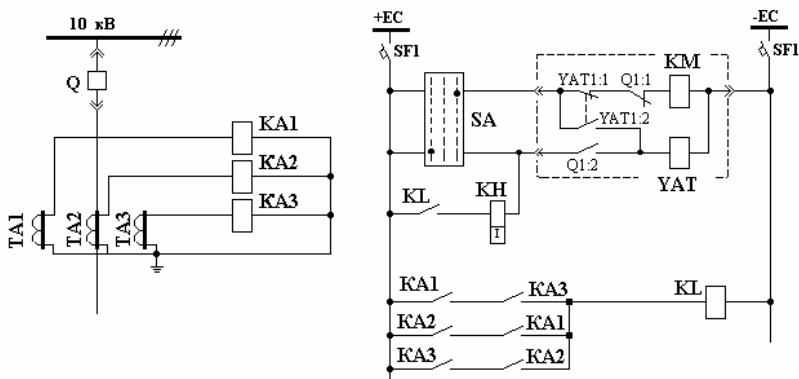 10 кВ
Q
KA1
KA2
KA3
TA1
TA2
TA3
+EC
-EC
SF1
SF1
SA
YAT1:1
Q1:1
KM
YAT1:2
Q1:2
YAT
KL
KH
I
KA1
KA3
KL
KA2
KA1
KA3
KA2